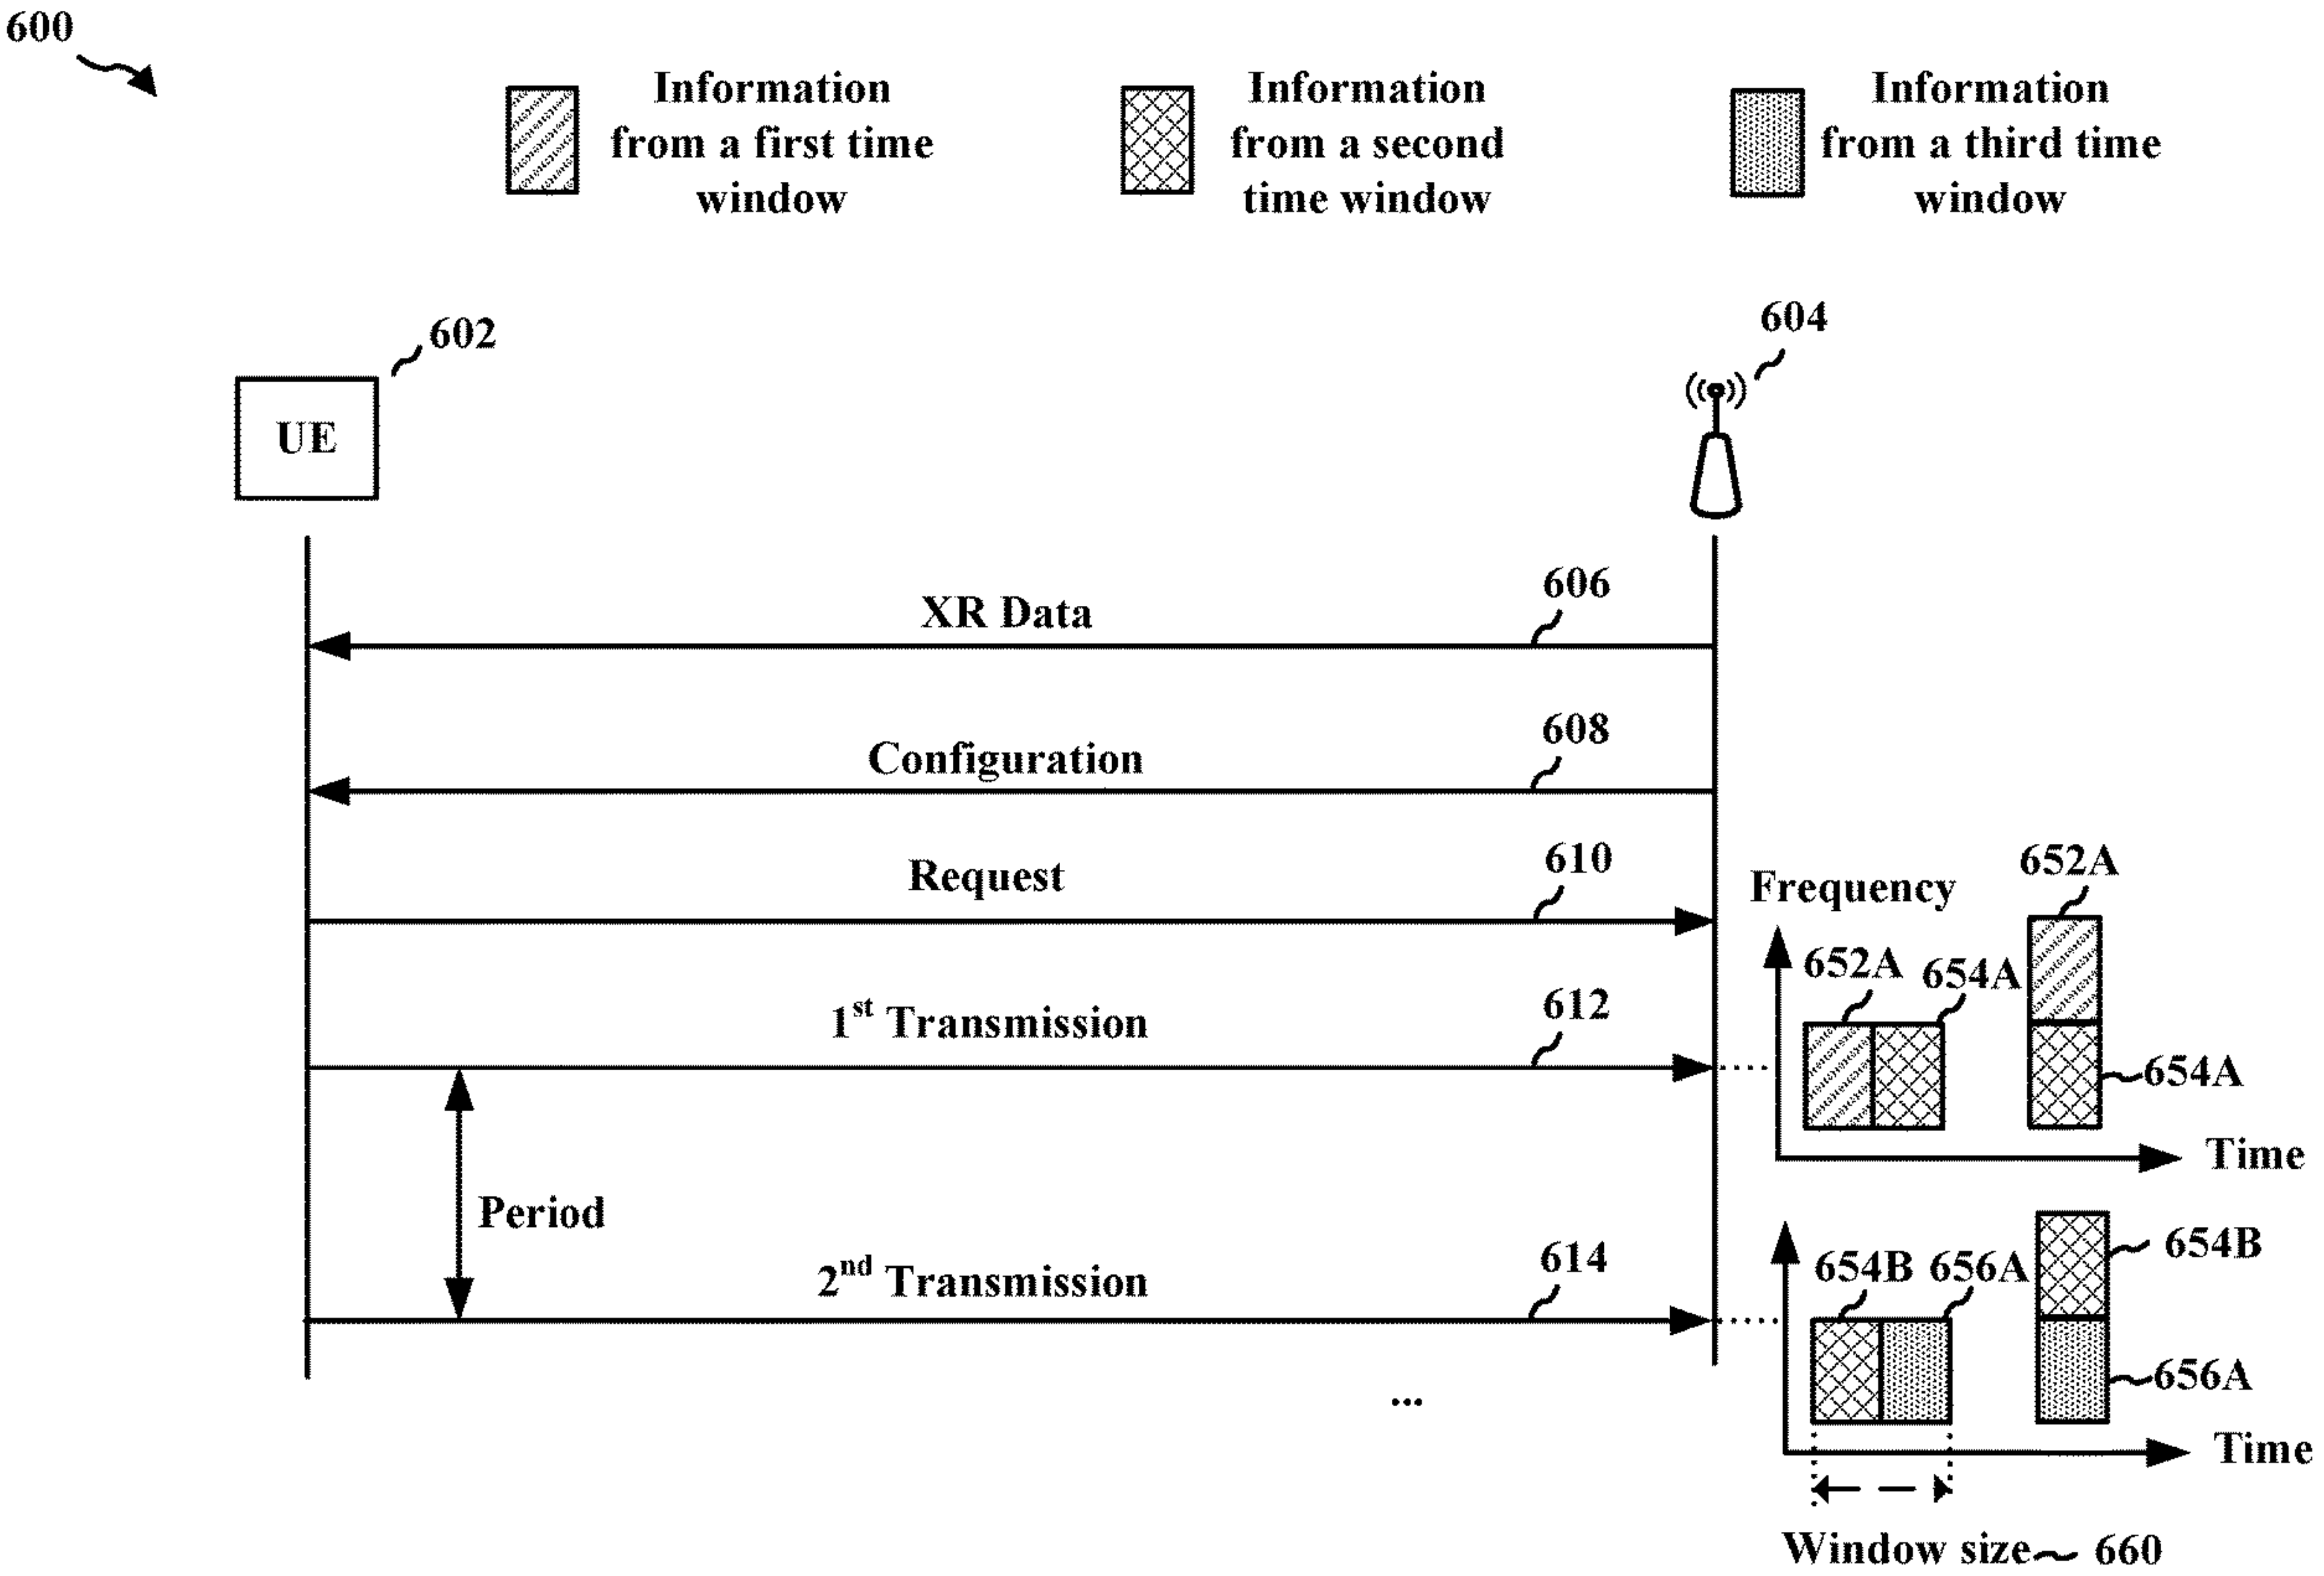 600
Information
from a first time
window
Information
from a second
time window
Information
from a third time
window
602
604
UE
606
XR Data
608
Configuration
610
Request
652A
Frequency
652A
654A
612
1st Transmission
654A
Time
Period
654B
614
654B
656A
2nd Transmission
656A
...
Time
Window size
660